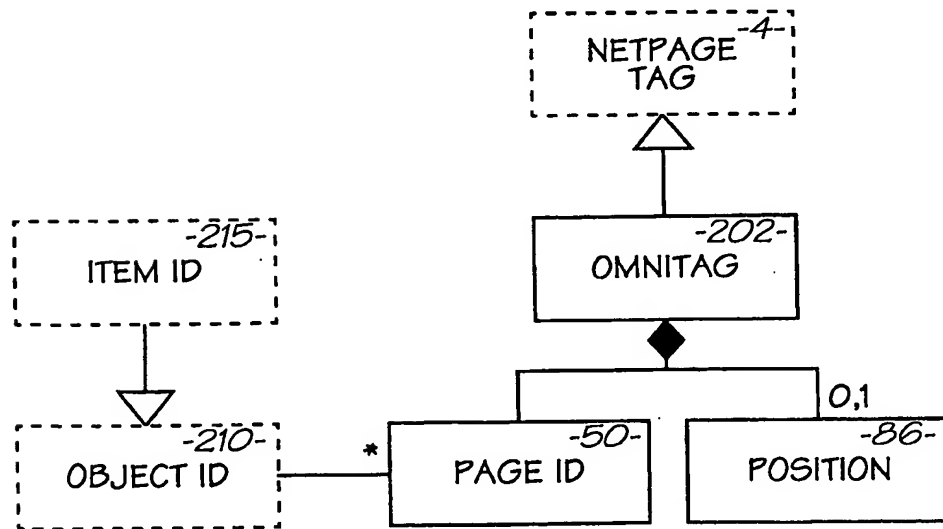 -4-
NETPAGE
TAG
-215-
ITEM ID
-202-
OMNITAG
0,1
-210-
OBJECT ID
*
-50-
PAGE ID
-86-
POSITION